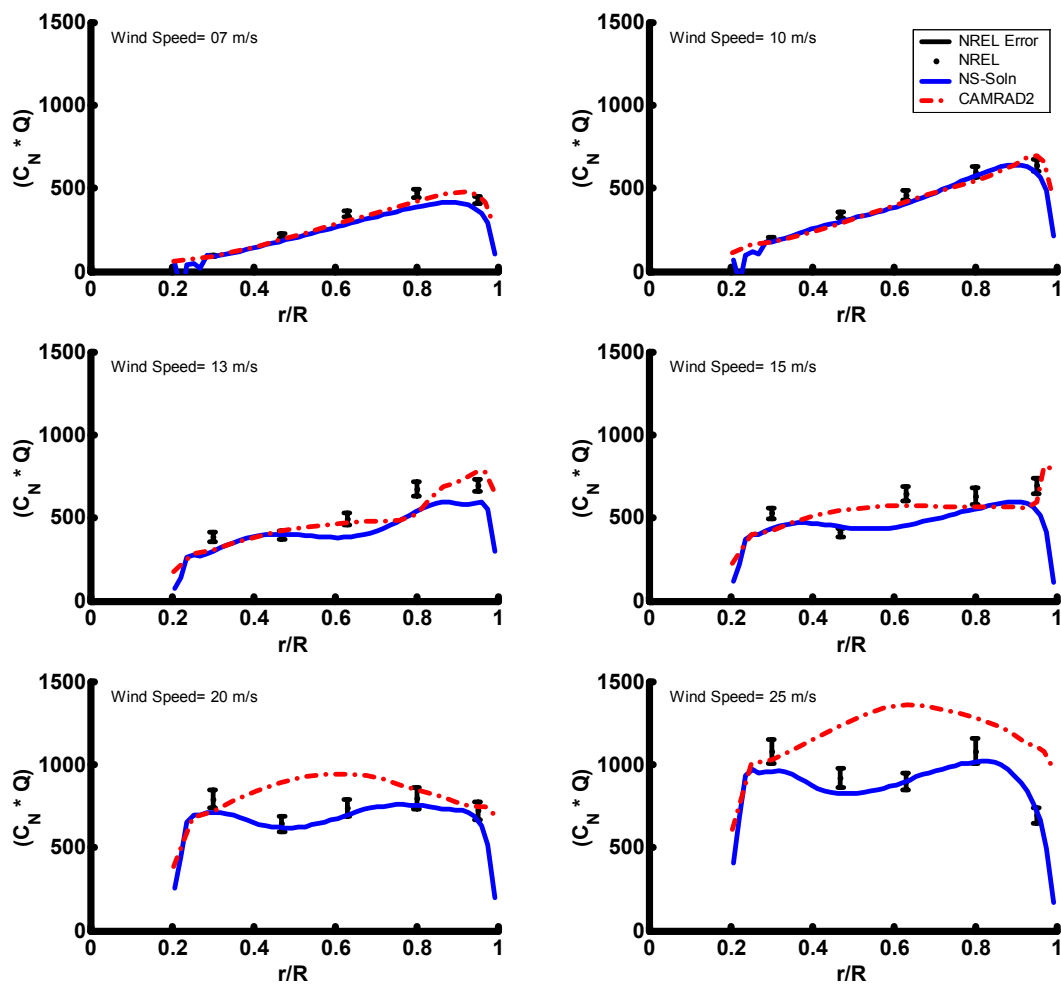 1500
Wind Speed= 07 m/s
1000
500
0
(C_N * Q)
0 0.2 0.4 0.6 0.8 1
r/R
1500
Wind Speed= 10 m/s
NREL Error
NREL
NS-Soln
CAMRAD2
1000
500
0
(C_N * Q)
0 0.2 0.4 0.6 0.8 1
r/R
1500
Wind Speed= 13 m/s
1000
500
0
(C_N * Q)
0 0.2 0.4 0.6 0.8 1
r/R
1500
Wind Speed= 15 m/s
1000
500
0
(C_N * Q)
0 0.2 0.4 0.6 0.8 1
r/R
1500
Wind Speed= 20 m/s
1000
500
0
(C_N * Q)
0 0.2 0.4 0.6 0.8 1
r/R
1500
Wind Speed= 25 m/s
1000
500
0
(C_N * Q)
0 0.2 0.4 0.6 0.8 1
r/R